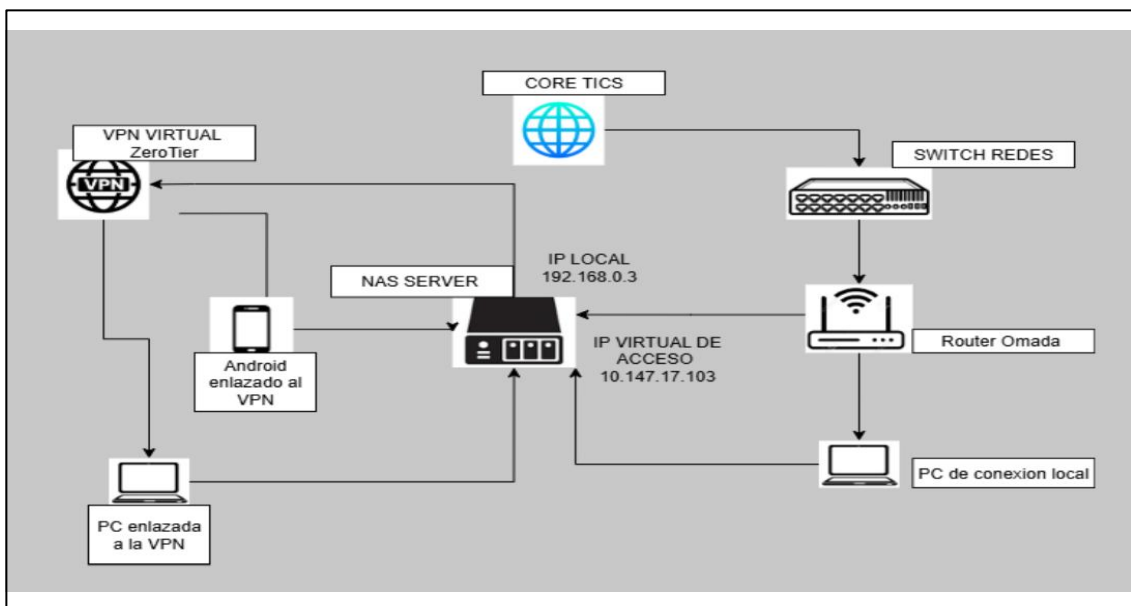 CORE TICS
VPN VIRTUAL
ZeroTier
VPN
SWITCH REDES
IP LOCAL
192.168.0.3
NAS SERVER
IP VIRTUAL DE
ACCESO
10.147.17.103
Router Omada
Android
enlazado al
VPN
PC de conexion local
PC enlazada
a la VPN